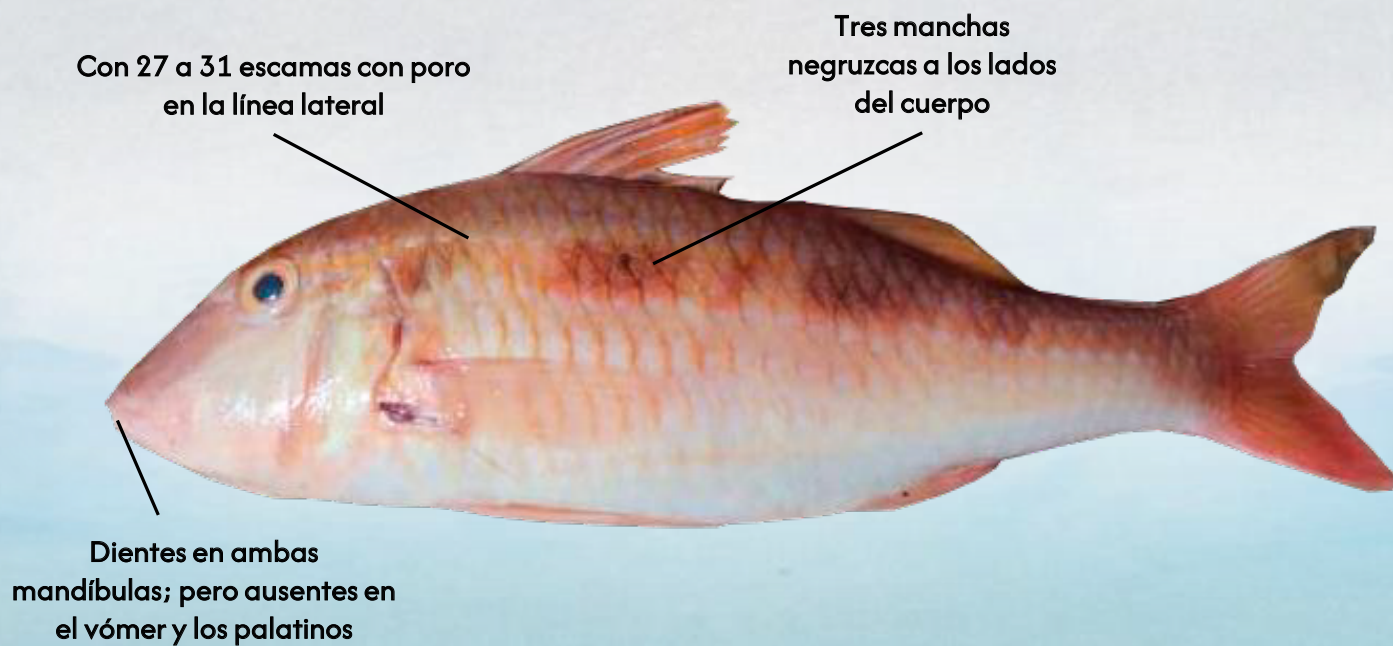 Tres manchas
negruzcas a los lados
del cuerpo
Con 27 a 31 escamas con poro
en la línea lateral
Dientes en ambas
mandíbulas; pero ausentes en
el vómer y los palatinos